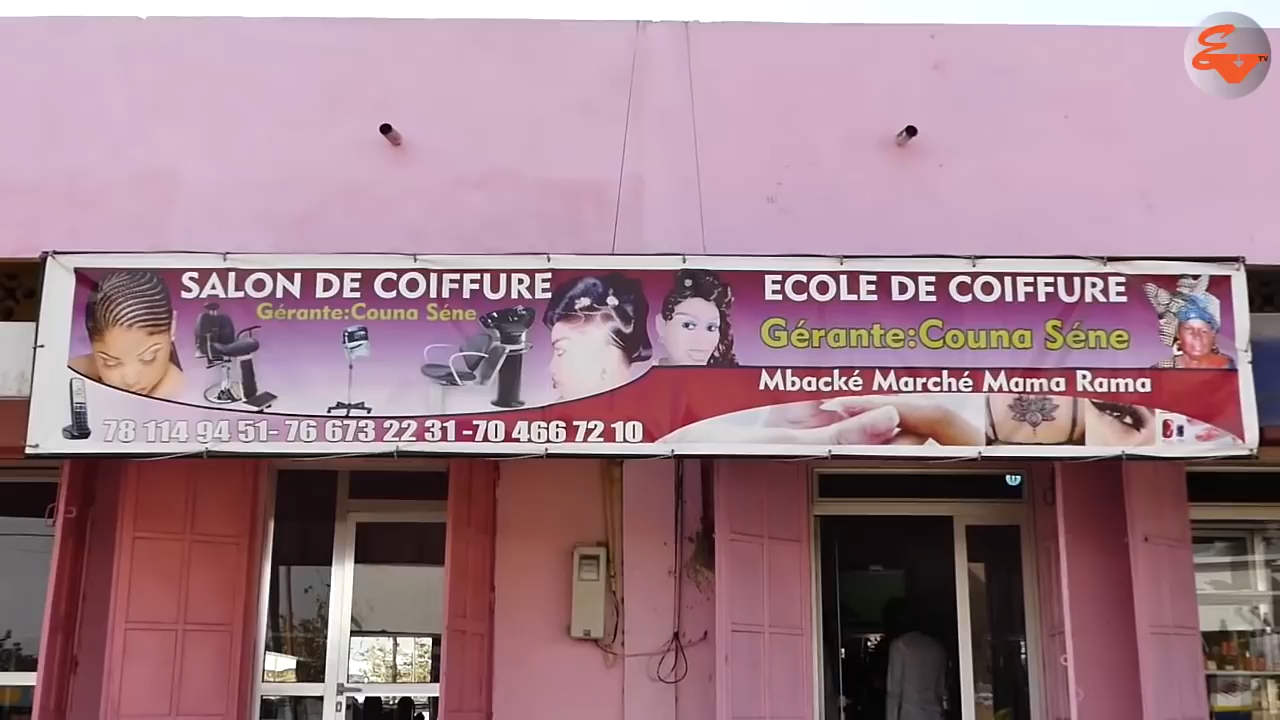 SALON DE COIFFURE
Gérante:Couna Séne
78 114 94 51- 76 673 22 31 -70 466 72 10
ECOLE DE COIFFURE
Gérante:Couna Séne
Mbacké Marché Mama Rama
TV